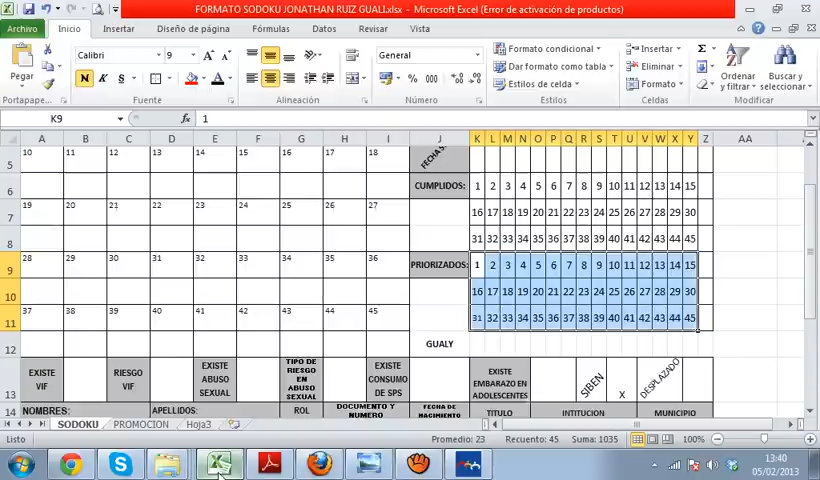 FORMATO SODOKU JONATHAN RUIZ GUALI.xlsx - Microsoft Excel (Error de activación de productos)
Archivo Inicio Insertar Diseño de página Fórmulas Datos Revisar Vista
Pegar
Calibri 9
N K S
General
Formato condicional
Dar formato como tabla
Estilos de celda
Insertar
Eliminar
Formato
Ordenar y filtrar
Buscar y seleccionar
Portapape... Fuente Alineación Número Estilos Celdas Modificar
K9 fx 1
A B C D E F G H I J K L M N O P Q R S T U V W X Y Z AA
5 10 11 12 13 14 15 16 17 18 FECHAS:
6 CUMPLIDOS: 1 2 3 4 5 6 7 8 9 10 11 12 13 14 15
7 19 20 21 22 23 24 25 26 27 16 17 18 19 20 21 22 23 24 25 26 27 28 29 30
8 31 32 33 34 35 36 37 38 39 40 41 42 43 44 45
9 28 29 30 31 32 33 34 35 36 PRIORIZADOS: 1 2 3 4 5 6 7 8 9 10 11 12 13 14 15
10 16 17 18 19 20 21 22 23 24 25 26 27 28 29 30
11 37 38 39 40 41 42 43 44 45 31 32 33 34 35 36 37 38 39 40 41 42 43 44 45
12 GUALY
13 EXISTE VIF RIESGO VIF EXISTE ABUSO SEXUAL TIPO DE RIESGO EN ABUSO SEXUAL EXISTE CONSUMO DE SPS EXISTE EMBARAZO EN ADOLESCENTES SIBEN X DESPLAZADO
14 NOMBRES: APELLIDOS: ROL DOCUMENTO Y NUMERO FECHA DE NACIMIENTO TITULO INTITUCION MUNICIPIO
SODOKU PROMOCION Hoja3
Listo Promedio: 23 Recuento: 45 Suma: 1035 100%
13:40
05/02/2013